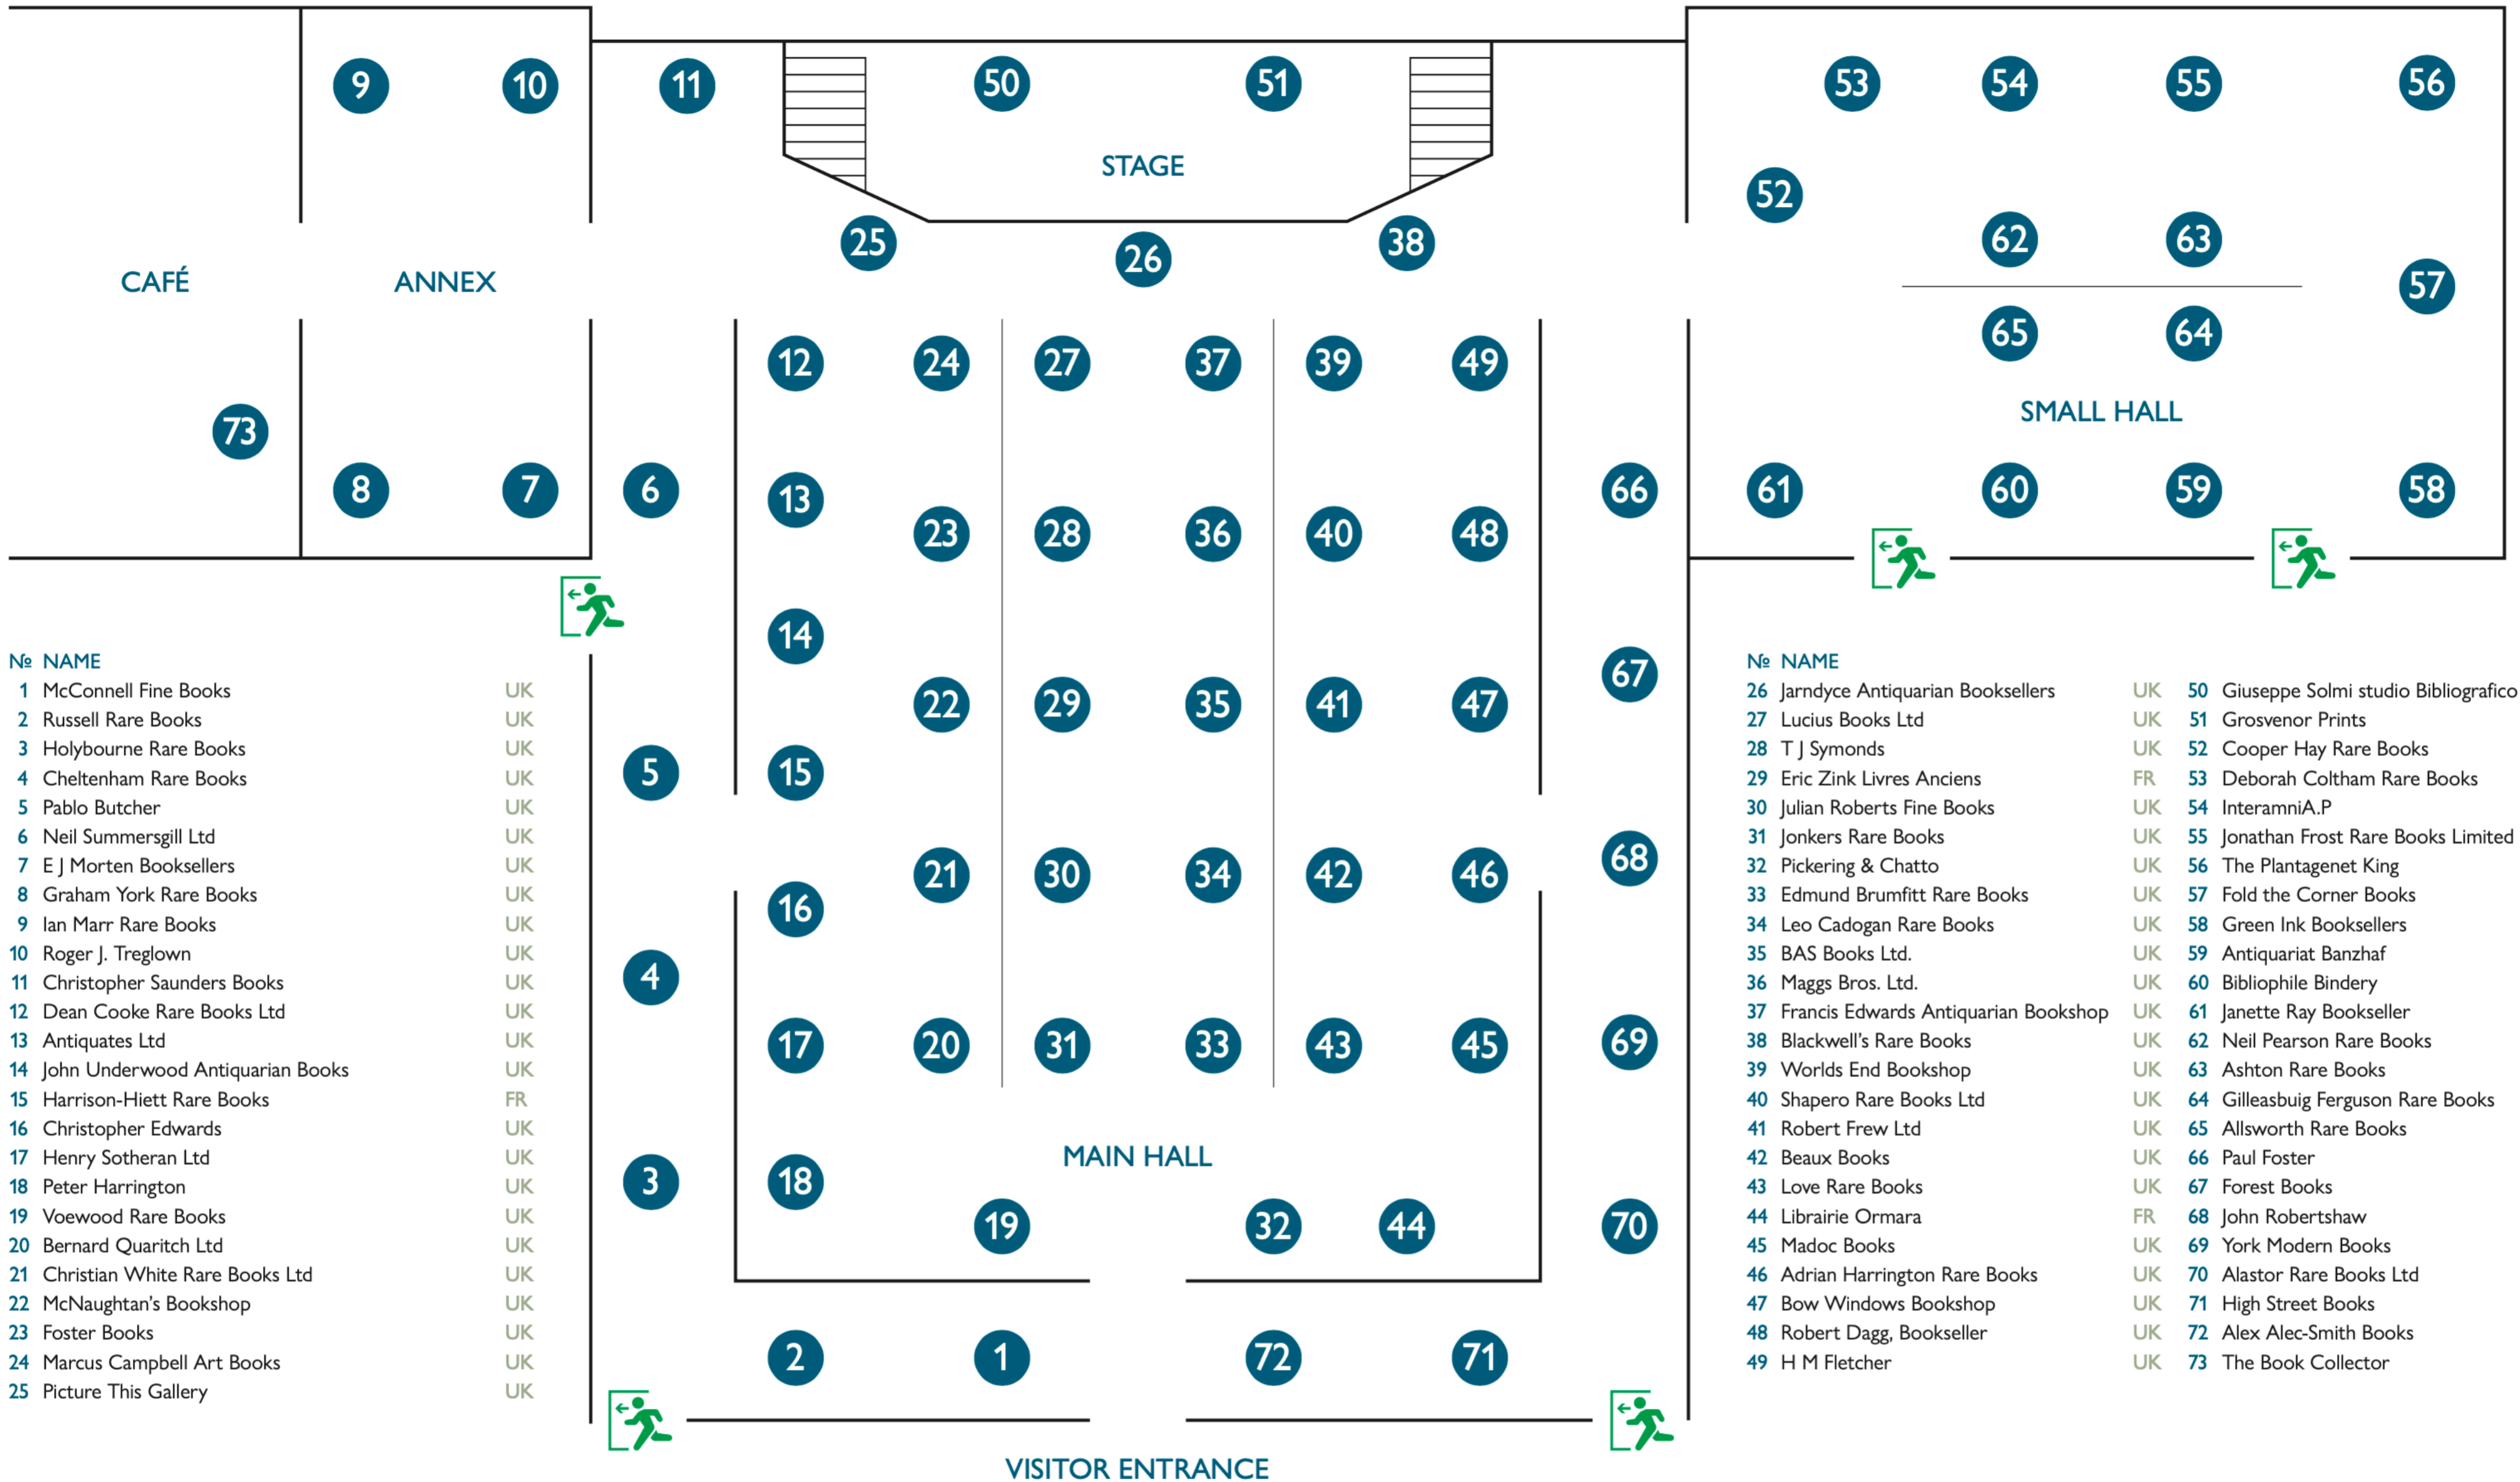 9
10
11
50
51
53
54
55
56
STAGE
52
25
26
38
62
63
CAFÉ
ANNEX
57
12
24
27
37
39
49
65
64
SMALL HALL
73
8
7
6
13
66
61
60
59
58
23
28
36
40
48
14
67
22
29
35
41
47
5
15
21
30
34
42
46
68
16
4
17
20
31
33
43
45
69
MAIN HALL
3
18
19
32
44
70
2
1
72
71
VISITOR ENTRANCE
№ NAME
1 McConnell Fine Books UK
2 Russell Rare Books UK
3 Holybourne Rare Books UK
4 Cheltenham Rare Books UK
5 Pablo Butcher UK
6 Neil Summersgill Ltd UK
7 E J Morten Booksellers UK
8 Graham York Rare Books UK
9 Ian Marr Rare Books UK
10 Roger J. Treglown UK
11 Christopher Saunders Books UK
12 Dean Cooke Rare Books Ltd UK
13 Antiquates Ltd UK
14 John Underwood Antiquarian Books UK
15 Harrison-Hiett Rare Books FR
16 Christopher Edwards UK
17 Henry Sotheran Ltd UK
18 Peter Harrington UK
19 Voewood Rare Books UK
20 Bernard Quaritch Ltd UK
21 Christian White Rare Books Ltd UK
22 McNaughtan's Bookshop UK
23 Foster Books UK
24 Marcus Campbell Art Books UK
25 Picture This Gallery UK
№ NAME
26 Jarndyce Antiquarian Booksellers UK
27 Lucius Books Ltd UK
28 T J Symonds UK
29 Eric Zink Livres Anciens FR
30 Julian Roberts Fine Books UK
31 Jonkers Rare Books UK
32 Pickering & Chatto UK
33 Edmund Brumfitt Rare Books UK
34 Leo Cadogan Rare Books UK
35 BAS Books Ltd. UK
36 Maggs Bros. Ltd. UK
37 Francis Edwards Antiquarian Bookshop UK
38 Blackwell's Rare Books UK
39 Worlds End Bookshop UK
40 Shapero Rare Books Ltd UK
41 Robert Frew Ltd UK
42 Beaux Books UK
43 Love Rare Books UK
44 Librairie Ormara FR
45 Madoc Books UK
46 Adrian Harrington Rare Books UK
47 Bow Windows Bookshop UK
48 Robert Dagg, Bookseller UK
49 H M Fletcher UK
50 Giuseppe Solmi studio Bibliografico
51 Grosvenor Prints
52 Cooper Hay Rare Books
53 Deborah Coltham Rare Books
54 InteramniA.P
55 Jonathan Frost Rare Books Limited
56 The Plantagenet King
57 Fold the Corner Books
58 Green Ink Booksellers
59 Antiquariat Banzhaf
60 Bibliophile Bindery
61 Janette Ray Bookseller
62 Neil Pearson Rare Books
63 Ashton Rare Books
64 Gilleasbuig Ferguson Rare Books
65 Allsworth Rare Books
66 Paul Foster
67 Forest Books
68 John Robertshaw
69 York Modern Books
70 Alastor Rare Books Ltd
71 High Street Books
72 Alex Alec-Smith Books
73 The Book Collector